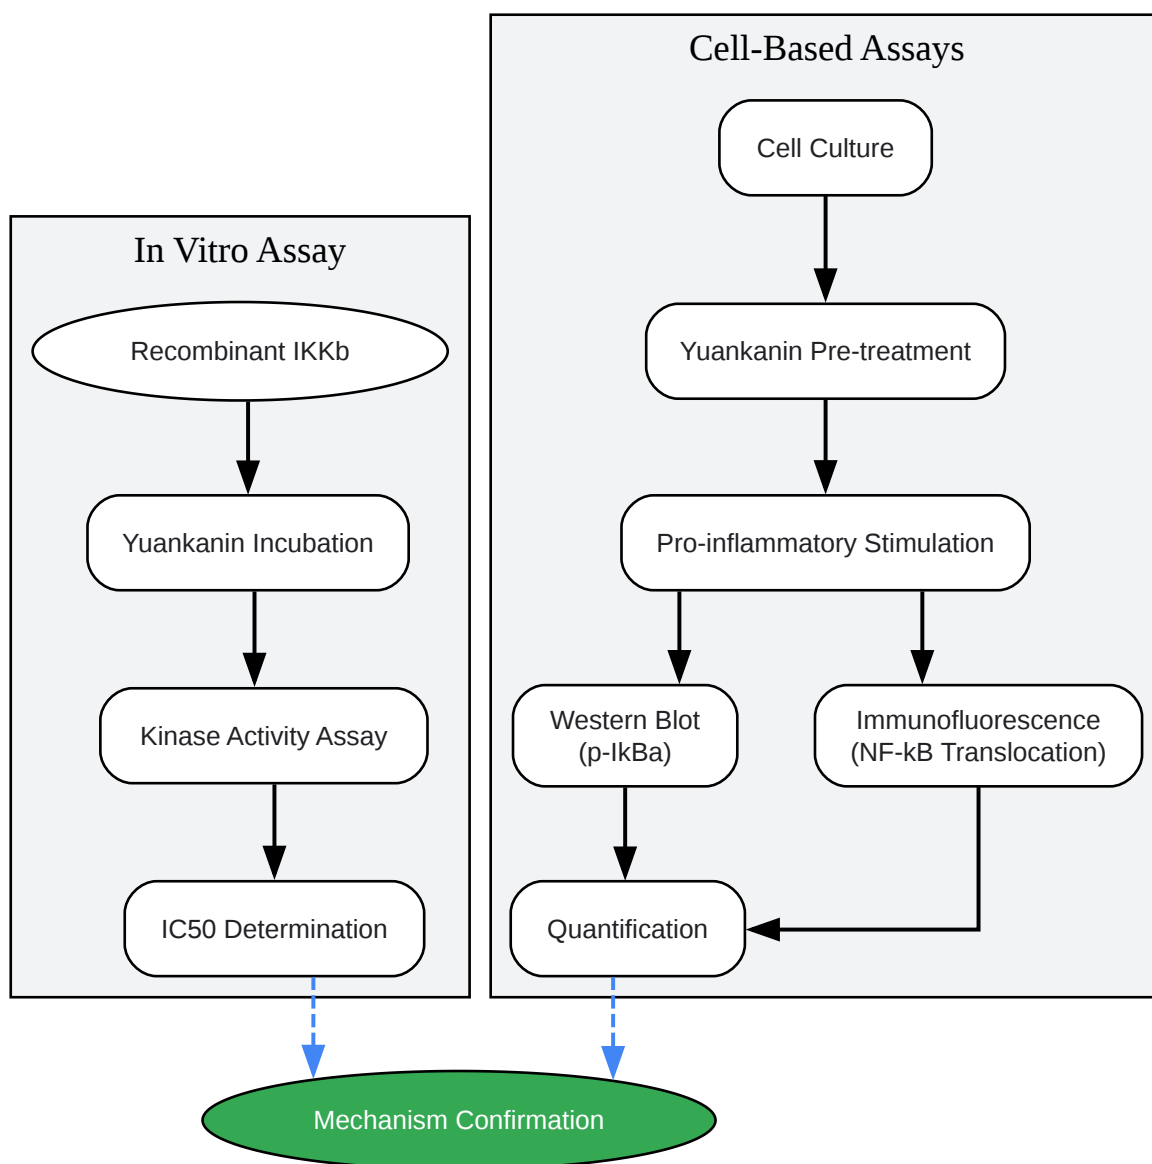 In Vitro Assay
Recombinant IKKb
Yuankanin Incubation
Kinase Activity Assay
IC50 Determination
Cell-Based Assays
Cell Culture
Yuankanin Pre-treatment
Pro-inflammatory Stimulation
Western Blot
(p-IkBa)
Immunofluorescence
(NF-kB Translocation)
Quantification
Mechanism Confirmation